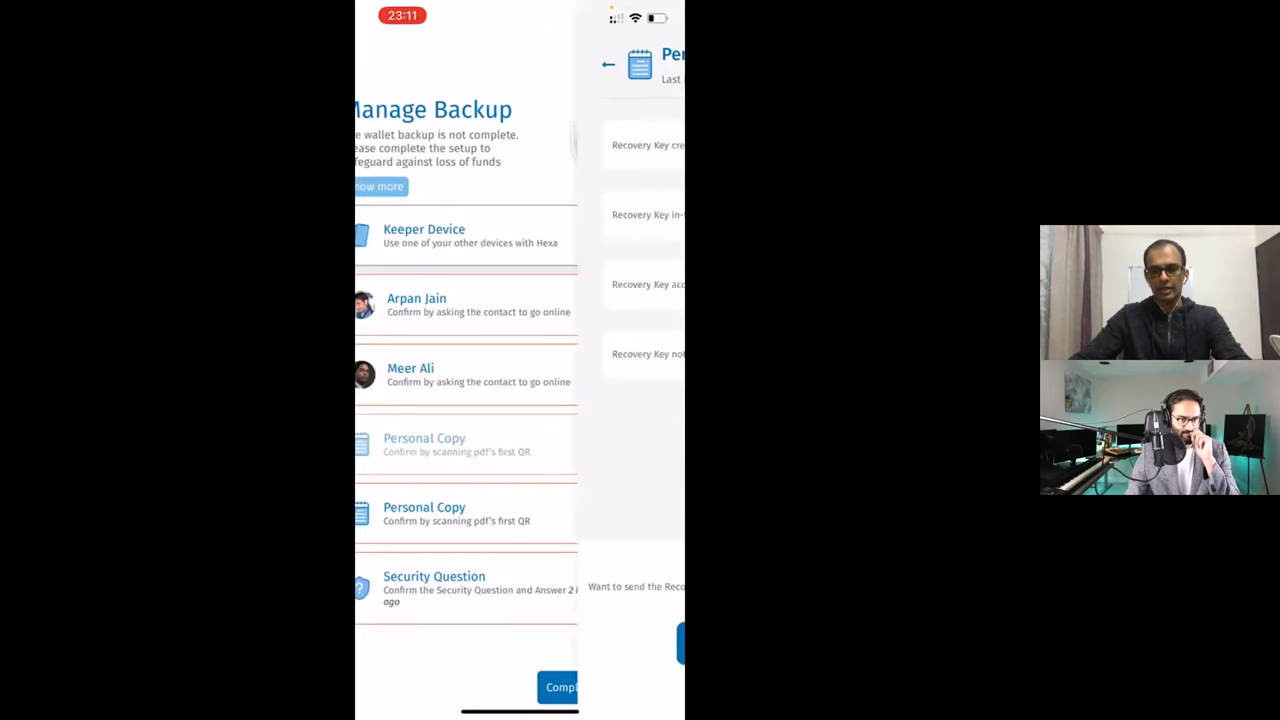 23:11
Manage Backup
e wallet backup is not complete.
ease complete the setup to
feguard against loss of funds
now more
Keeper Device
Use one of your other devices with Hexa
Arpan Jain
Confirm by asking the contact to go online
Meer Ali
Confirm by asking the contact to go online
Personal Copy
Confirm by scanning pdf's first QR
Personal Copy
Confirm by scanning pdf's first QR
Security Question
Confirm the Security Question and Answer 2
ago
Compl
Per
Last
Recovery Key cre
Recovery Key in-
Recovery Key acc
Recovery Key not
Want to send the Reco